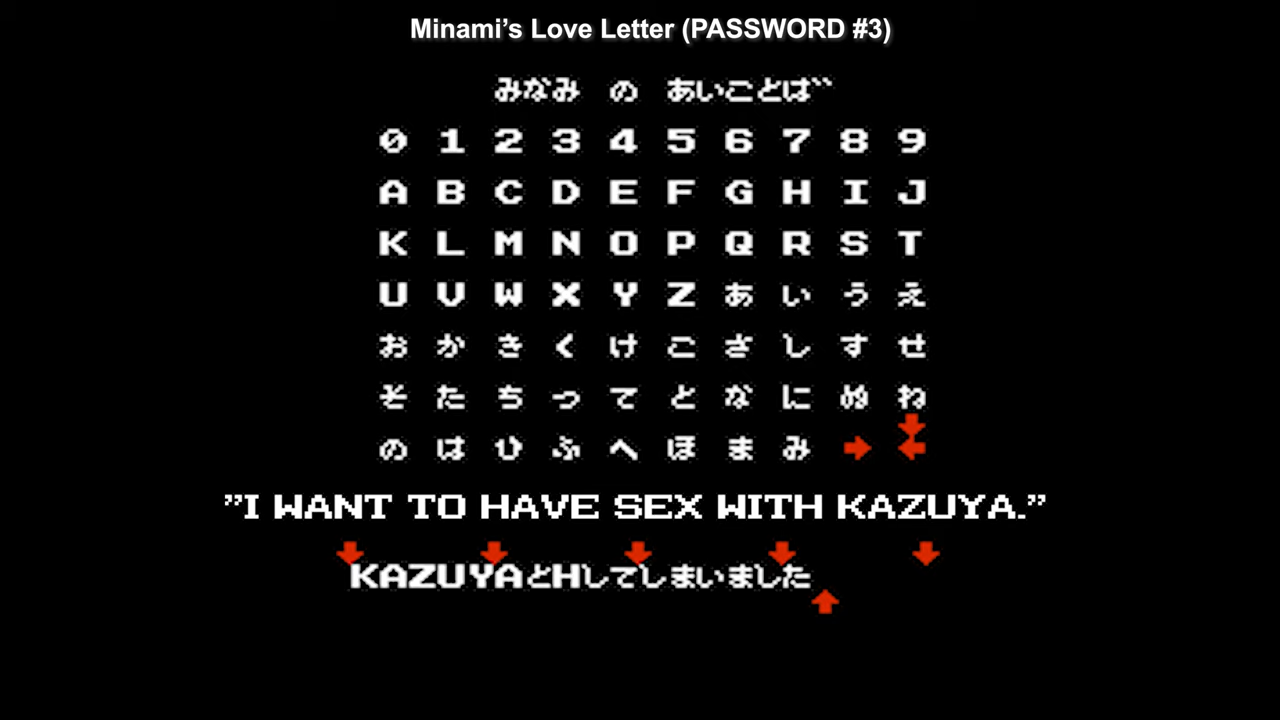 Minami’s Love Letter (PASSWORD #3)
みなみ の あいことば
0 1 2 3 4 5 6 7 8 9
A B C D E F G H I J
K L M N O P Q R S T
U V W X Y Z あ い う え
お か き く け こ さ し す せ
そ た ち っ て と な に ぬ ね
の は ひ ふ へ ほ ま み → ←
”I WANT TO HAVE SEX WITH KAZUYA.”
KAZUYAとHしてしまいました